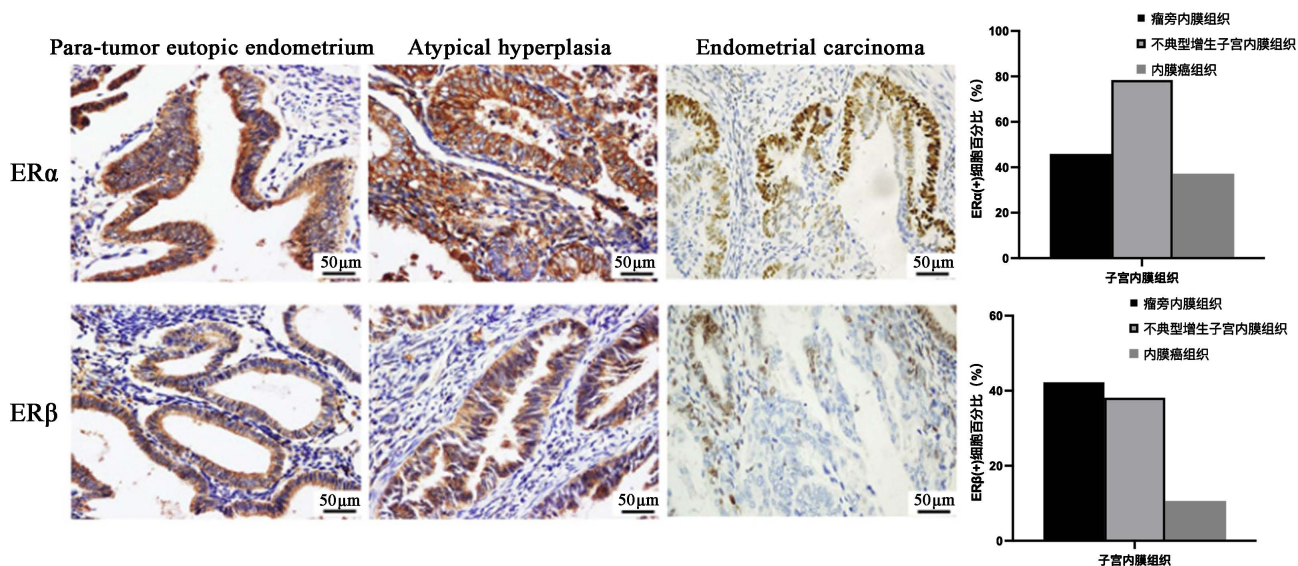 Para-tumor eutopic endometrium
Atypical hyperplasia
Endometrial carcinoma
ERα
50μm
50μm
50μm
ERβ
50μm
50μm
50μm
瘤旁内膜组织
不典型增生子宫内膜组织
内膜癌组织
ERα(+)细胞百分比（%）
100
80
60
40
20
0
子宫内膜组织
瘤旁内膜组织
不典型增生子宫内膜组织
内膜癌组织
ERβ(+)细胞百分比（%）
60
40
20
0
子宫内膜组织